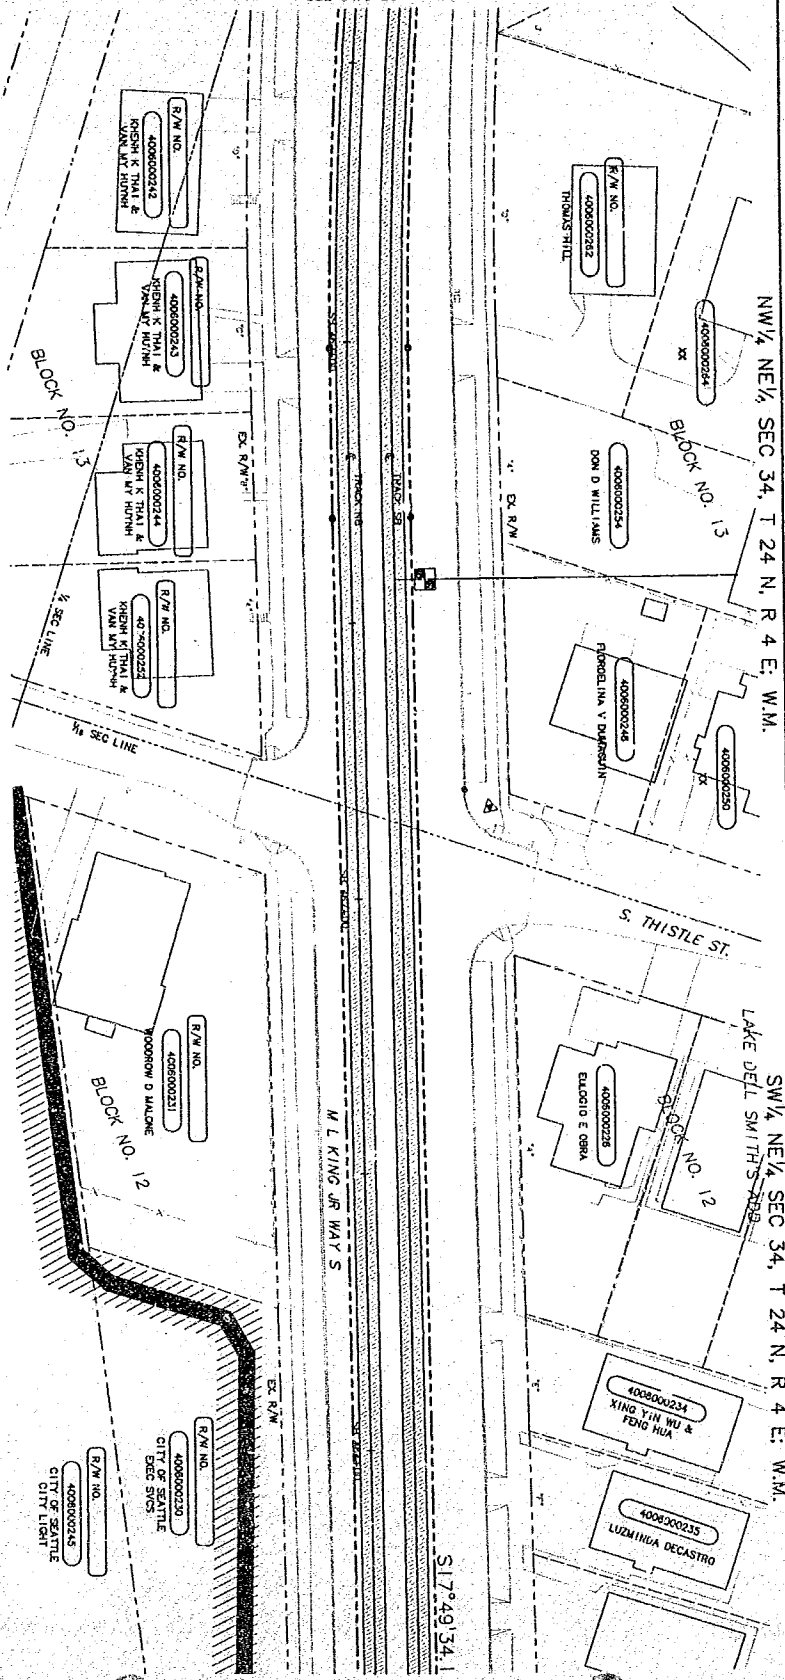 NW¼ NE¼, SEC 34, T 24 N, R 4 E; W.M.
SW¼ NE¼ SEC 34, T 24 N, R 4 E; W.M.
LAKE DELL SMITH'S ADD
4006000264
XX
BLOCK NO. 13
R/W NO.
4006000262
THOMAS HILL
4006000254
DON D WILLIAMS
EX R/W
4006000250
XX
4006000246
S. THISTLE ST.
4006000226
EULOGIO E OBRA
BLOCK NO. 12
4006000234
XING YIN WU &
FENG HUA
4006000235
LUZMINDA DECASTRO
S17°49'34.1
TRACK SB
TRACK NB
M L KING JR WAY S
R/W NO.
4006000242
KHENH K THAI &
VAN MY HUYNH
R/W NO.
4006000243
KHENH K THAI &
VAN MY HUYNH
BLOCK NO. 13
R/W NO.
4006000244
KHENH K THAI &
VAN MY HUYNH
EX R/W
R/W NO.
KHENH K THAI &
VAN MY HUYNH
SEC LINE
1/16 SEC LINE
R/W NO.
4006000231
WOODROW D MALONE
BLOCK NO. 12
EX R/W
R/W NO.
4006000230
CITY OF SEATTLE
EXEC SVCS
R/W NO.
4006000245
CITY OF SEATTLE
CITY LIGHT